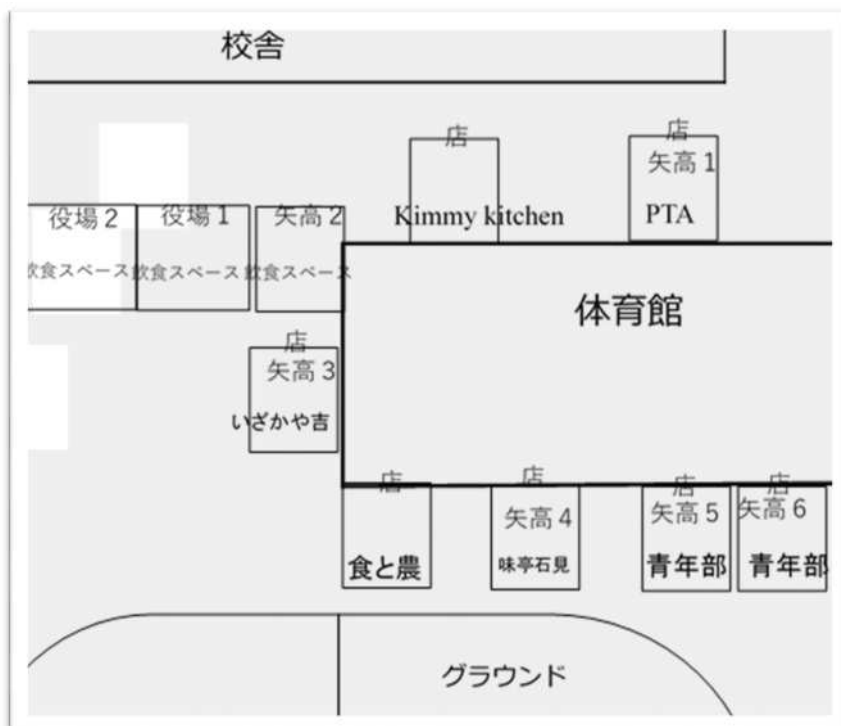 校舎
店
Kimmy kitchen
店
矢高１
PTA
役場２
飲食スペース
役場１
飲食スペース
矢高２
飲食スペース
体育館
店
矢高３
いざかや吉
店
食と農
店
矢高４
味亭石見
店
矢高５
青年部
店
矢高６
青年部
グラウンド